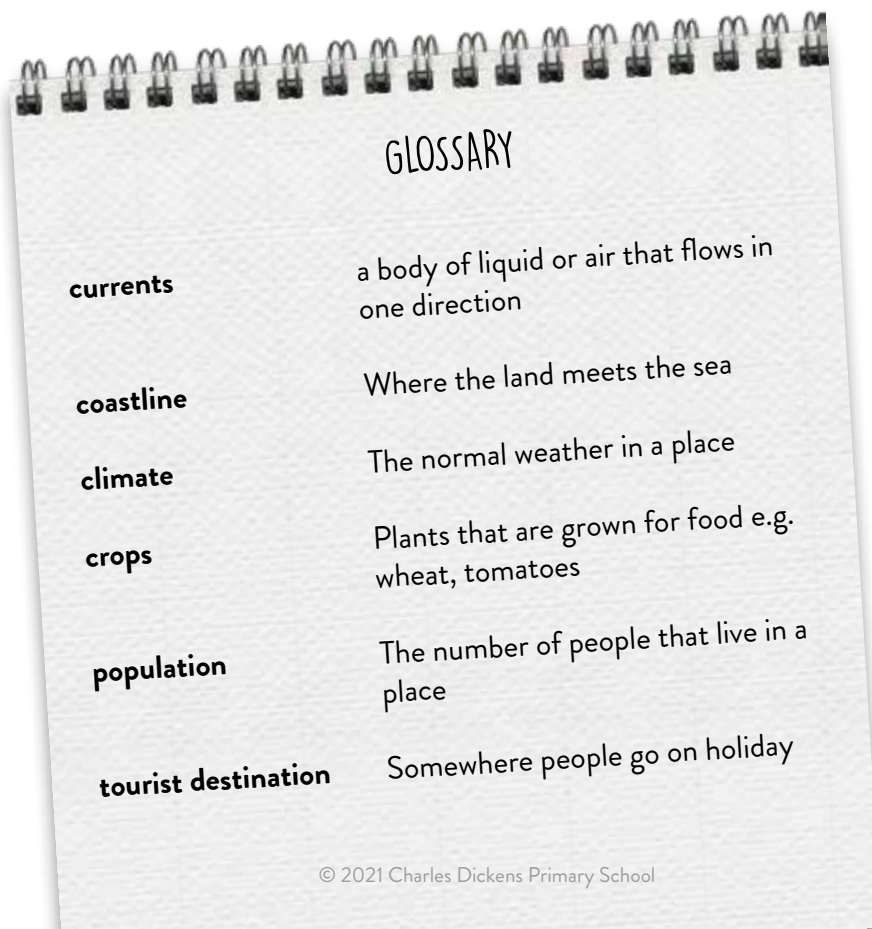 GLOSSARY
currents
a body of liquid or air that flows in
one direction
coastline
Where the land meets the sea
climate
The normal weather in a place
crops
Plants that are grown for food e.g.
wheat, tomatoes
population
The number of people that live in a
place
tourist destination
Somewhere people go on holiday
© 2021 Charles Dickens Primary School